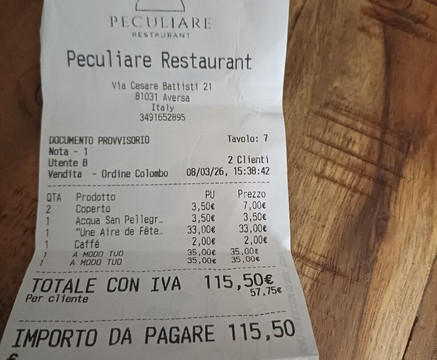 PECULIARE
RESTAURANT
Peculiare Restaurant
Via Cesare Battisti 21
81031 Aversa
Italy
3491652895
DOCUMENTO PROVVISORIO Tavolo: 7
Nota - 1
Utente 8 2 Clienti
Vendita - Ordine Colombo 08/03/26, 15:38:42
QTA Prodotto PU Prezzo
2 Coperto 3,50€ 7,00€
1 Acqua San Pellegr… 3,50€ 3,50€
1 "Une Aire de Fête… 33,00€ 33,00€
1 Caffé 2,00€ 2,00€
1 A MODO TUO 35,00€ 35,00€
1 A MODO TUO 35,00€ 35,00€
TOTALE CON IVA 115,50€
Per cliente 57,75€
IMPORTO DA PAGARE 115,50
€